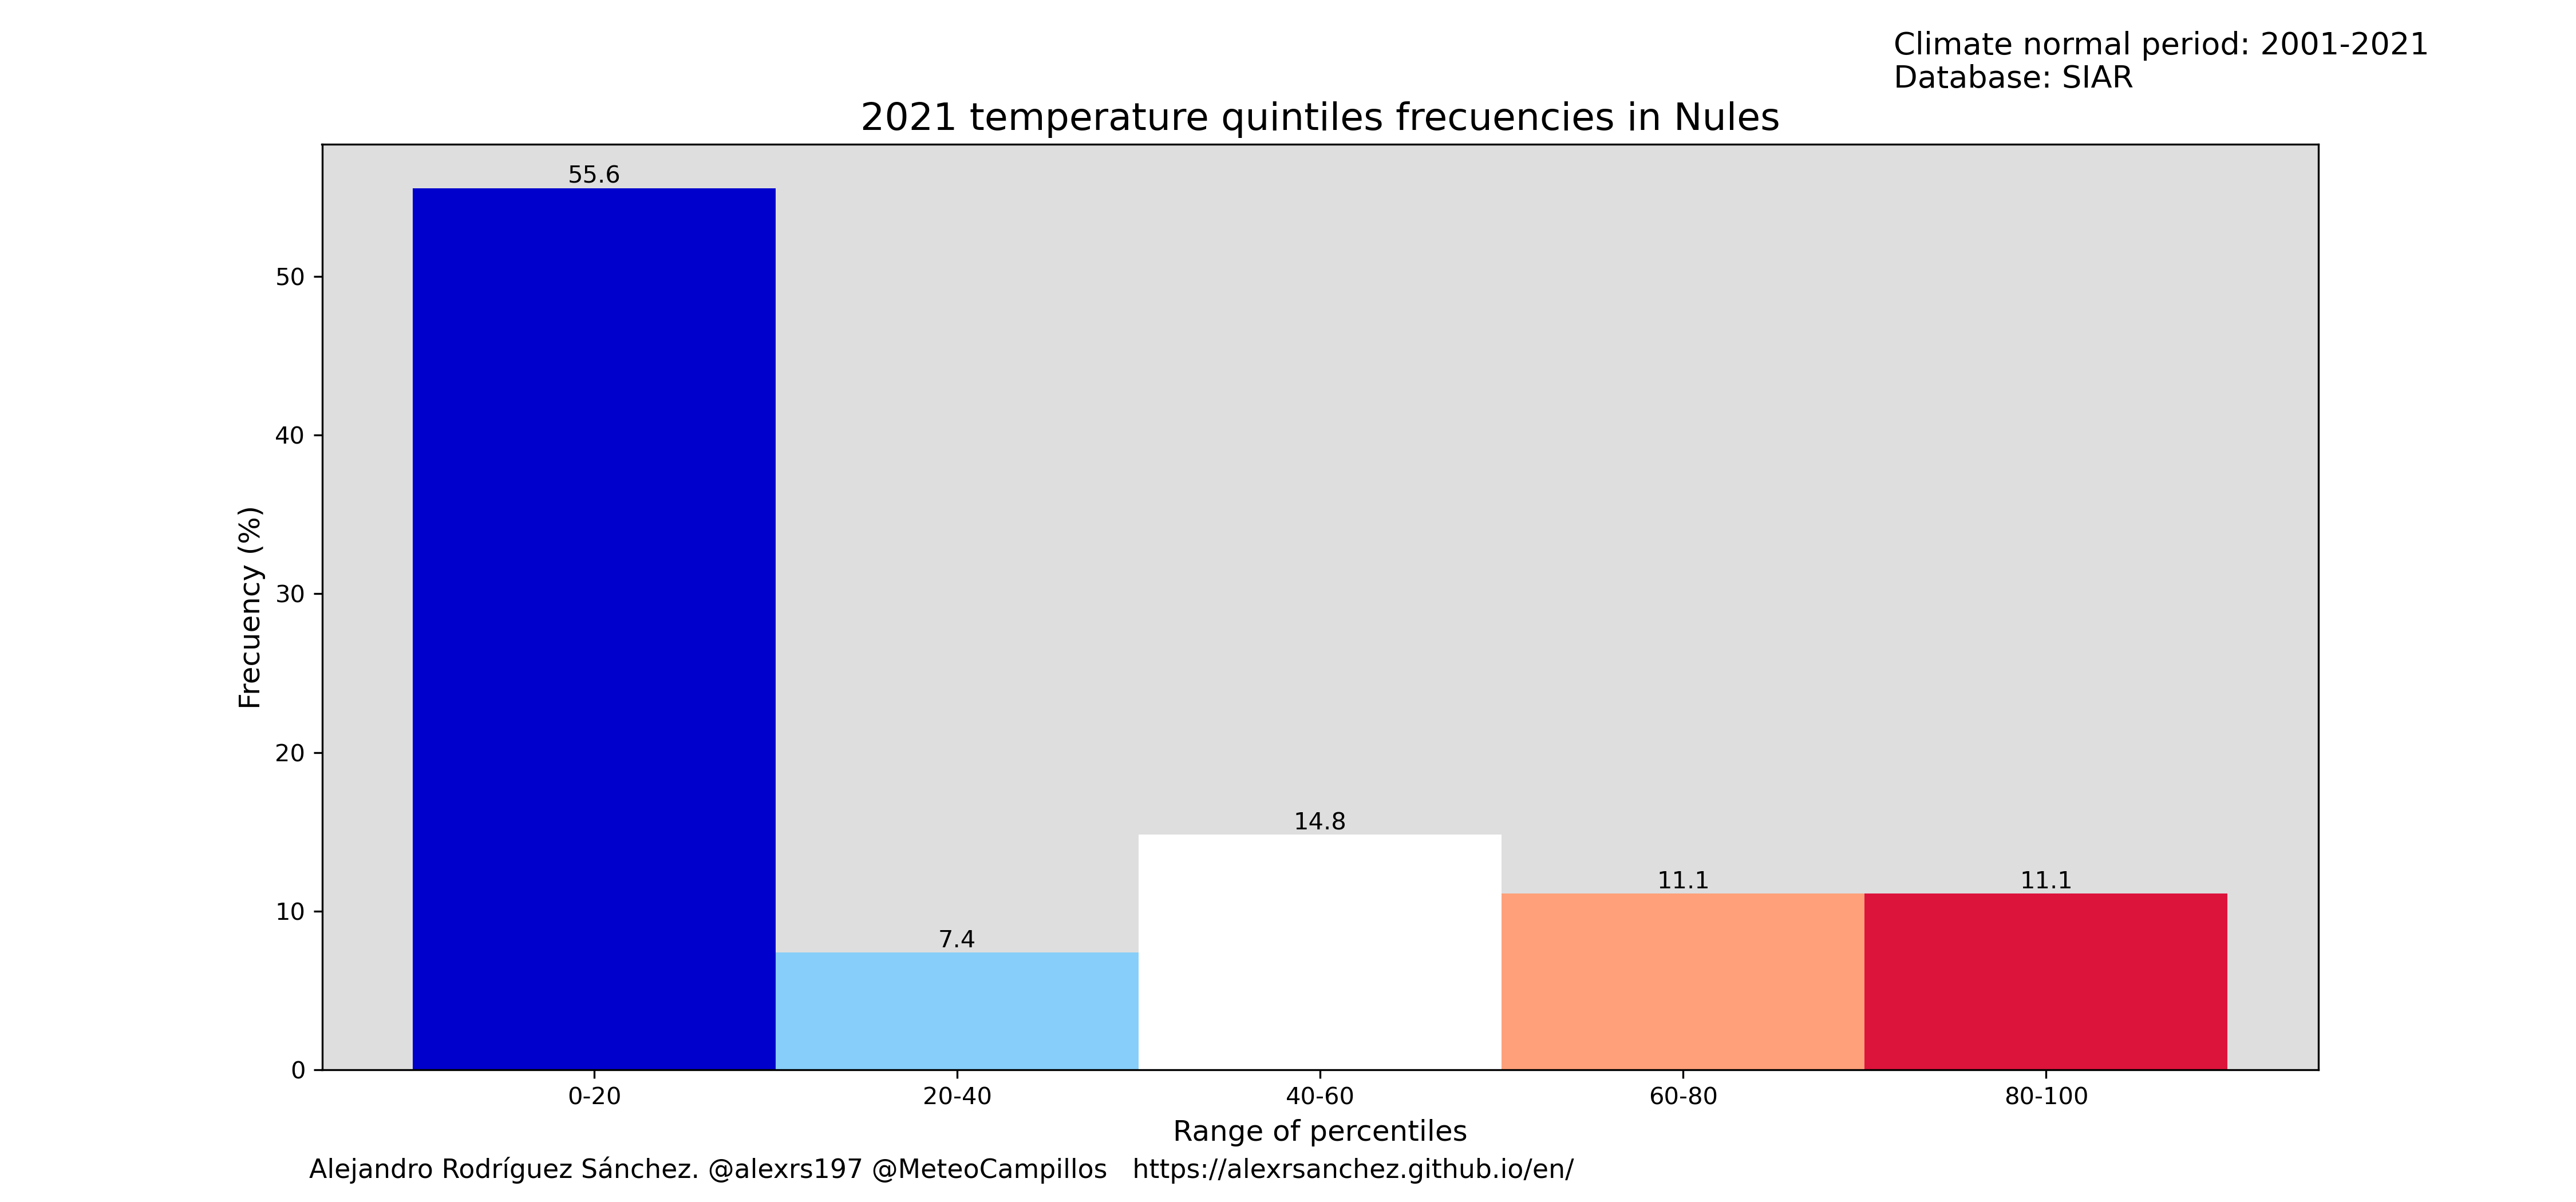 Climate normal period: 2001-2021
Database: SIAR
2021 temperature quintiles frecuencies in Nules
55.6
50
40
Frecuency (%)
30
20
14.8
11.1
11.1
10
7.4
0
0-20
20-40
40-60
60-80
80-100
Range of percentiles
Alejandro Rodríguez Sánchez. @alexrs197 @MeteoCampillos https://alexrsanchez.github.io/en/